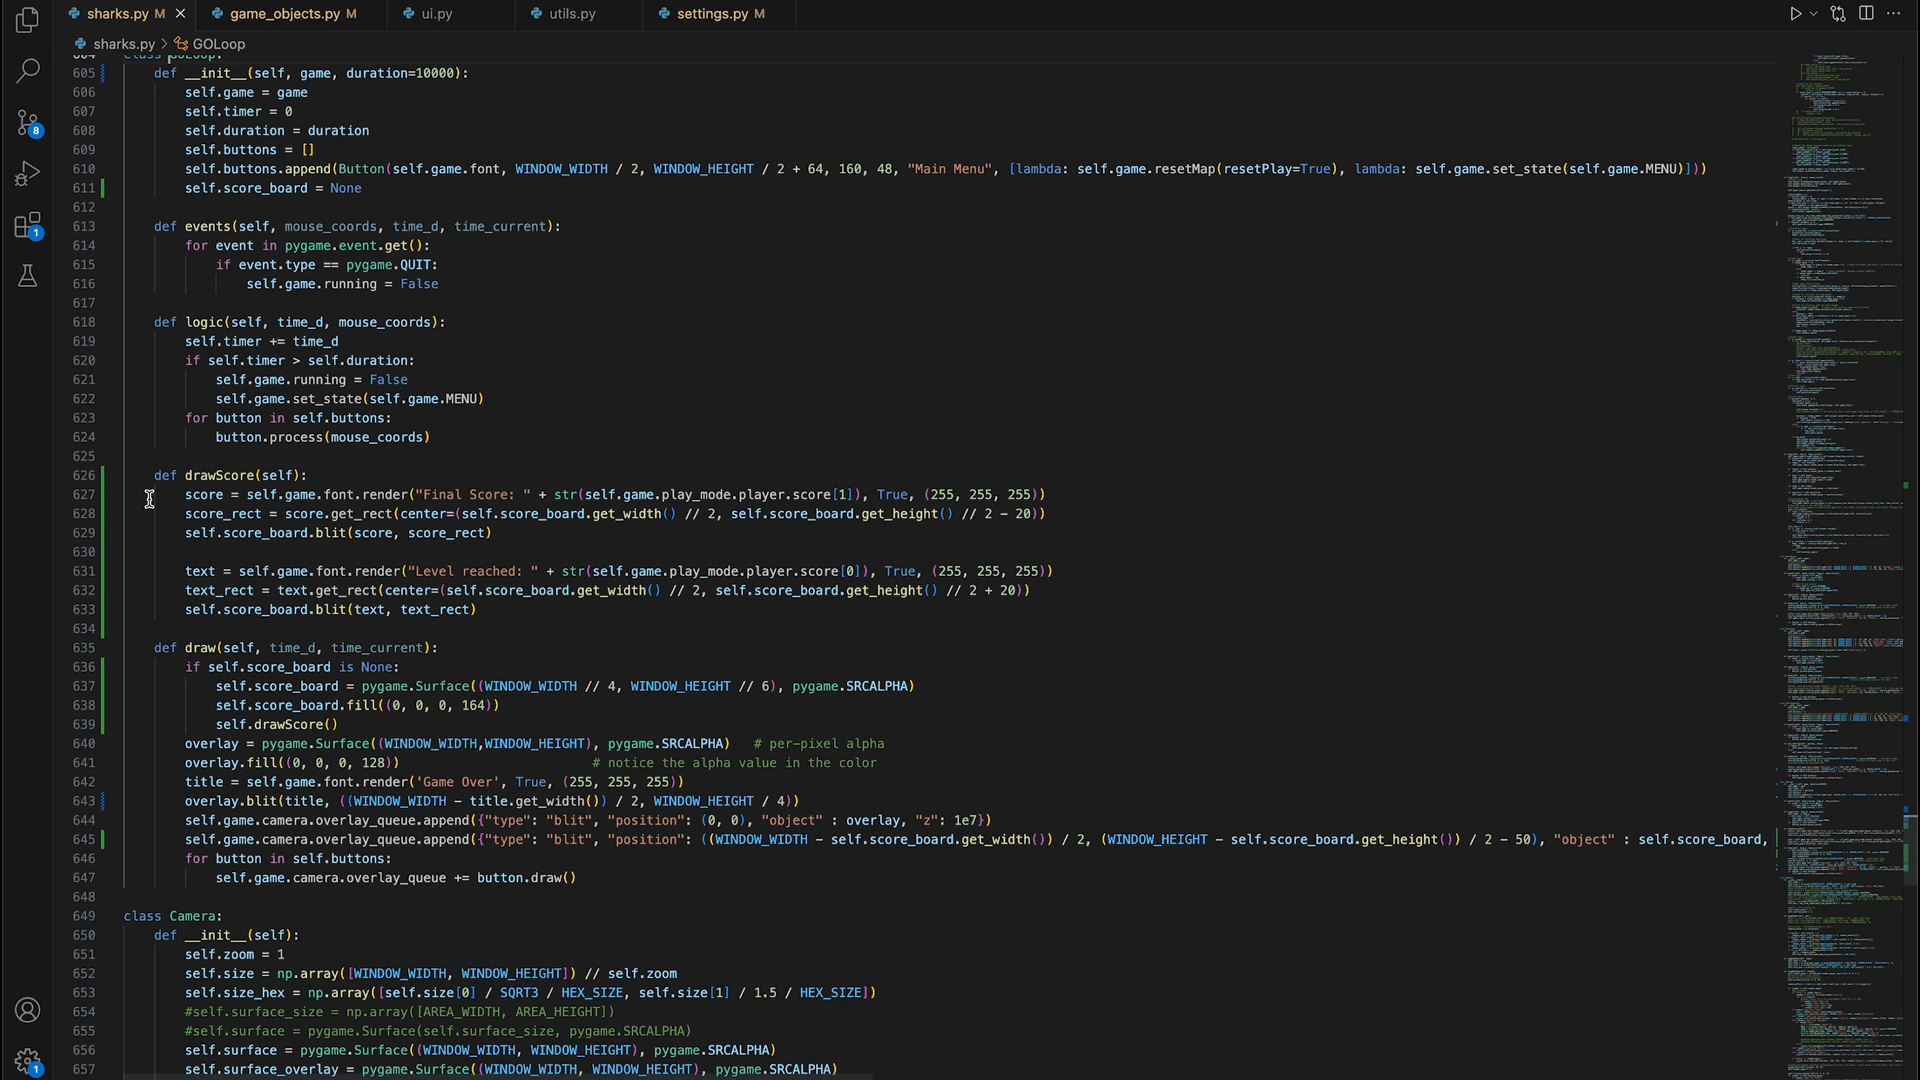 sharks.py M
game_objects.py M
ui.py
utils.py
settings.py M
sharks.py > GOLoop
604 class GOLoop:
605 def __init__(self, game, duration=10000):
606 self.game = game
607 self.timer = 0
608 self.duration = duration
609 self.buttons = []
610 self.buttons.append(Button(self.game.font, WINDOW_WIDTH / 2, WINDOW_HEIGHT / 2 + 64, 160, 48, "Main Menu", [lambda: self.game.resetMap(resetPlay=True), lambda: self.game.set_state(self.game.MENU)]))
611 self.score_board = None
612
613 def events(self, mouse_coords, time_d, time_current):
614 for event in pygame.event.get():
615 if event.type == pygame.QUIT:
616 self.game.running = False
617
618 def logic(self, time_d, mouse_coords):
619 self.timer += time_d
620 if self.timer > self.duration:
621 self.game.running = False
622 self.game.set_state(self.game.MENU)
623 for button in self.buttons:
624 button.process(mouse_coords)
625
626 def drawScore(self):
627 score = self.game.font.render("Final Score: " + str(self.game.play_mode.player.score[1]), True, (255, 255, 255))
628 score_rect = score.get_rect(center=(self.score_board.get_width() // 2, self.score_board.get_height() // 2 - 20))
629 self.score_board.blit(score, score_rect)
630
631 text = self.game.font.render("Level reached: " + str(self.game.play_mode.player.score[0]), True, (255, 255, 255))
632 text_rect = text.get_rect(center=(self.score_board.get_width() // 2, self.score_board.get_height() // 2 + 20))
633 self.score_board.blit(text, text_rect)
634
635 def draw(self, time_d, time_current):
636 if self.score_board is None:
637 self.score_board = pygame.Surface((WINDOW_WIDTH // 4, WINDOW_HEIGHT // 6), pygame.SRCALPHA)
638 self.score_board.fill((0, 0, 0, 164))
639 self.drawScore()
640 overlay = pygame.Surface((WINDOW_WIDTH,WINDOW_HEIGHT), pygame.SRCALPHA) # per-pixel alpha
641 overlay.fill((0, 0, 0, 128)) # notice the alpha value in the color
642 title = self.game.font.render('Game Over', True, (255, 255, 255))
643 overlay.blit(title, ((WINDOW_WIDTH - title.get_width()) / 2, WINDOW_HEIGHT / 4))
644 self.game.camera.overlay_queue.append({"type": "blit", "position": (0, 0), "object" : overlay, "z": 1e7})
645 self.game.camera.overlay_queue.append({"type": "blit", "position": ((WINDOW_WIDTH - self.score_board.get_width()) / 2, (WINDOW_HEIGHT - self.score_board.get_height()) / 2 - 50), "object" : self.score_board,
646 for button in self.buttons:
647 self.game.camera.overlay_queue += button.draw()
648
649 class Camera:
650 def __init__(self):
651 self.zoom = 1
652 self.size = np.array([WINDOW_WIDTH, WINDOW_HEIGHT]) // self.zoom
653 self.size_hex = np.array([self.size[0] / SQRT3 / HEX_SIZE, self.size[1] / 1.5 / HEX_SIZE])
654 #self.surface_size = np.array([AREA_WIDTH, AREA_HEIGHT])
655 #self.surface = pygame.Surface(self.surface_size, pygame.SRCALPHA)
656 self.surface = pygame.Surface((WINDOW_WIDTH, WINDOW_HEIGHT), pygame.SRCALPHA)
657 self.surface_overlay = pygame.Surface((WINDOW_WIDTH, WINDOW_HEIGHT), pygame.SRCALPHA)
8
1
1